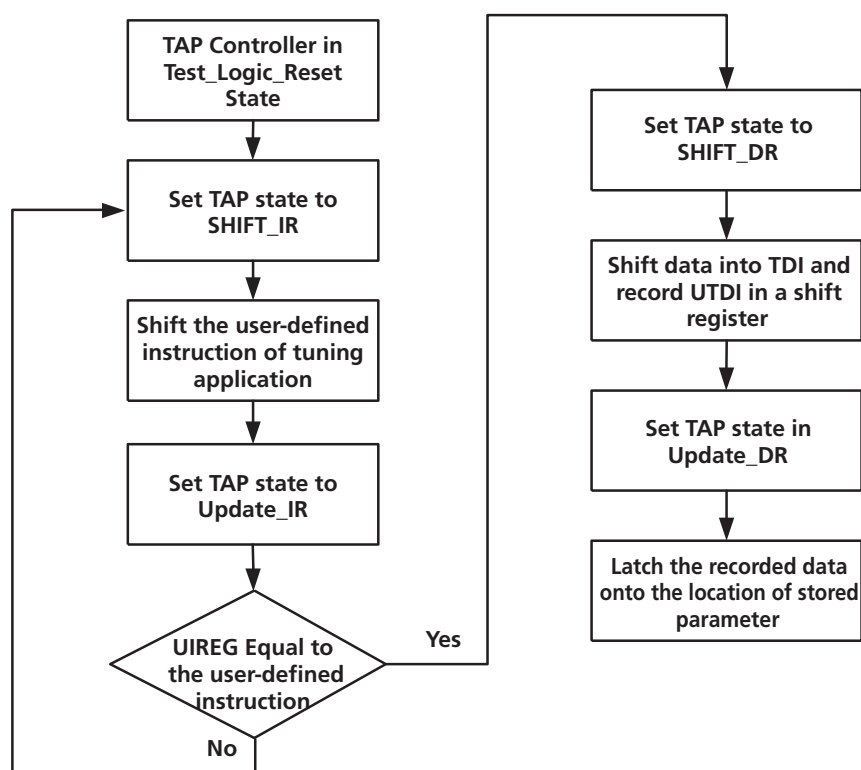 TAP Controller in
Test_Logic_Reset
State
Set TAP state to
SHIFT_IR
Shift the user-defined
instruction of tuning
application
Set TAP state to
Update_IR
UIREG Equal to
the user-defined
instruction
Yes
No
Set TAP state to
SHIFT_DR
Shift data into TDI and
record UTDI in a shift
register
Set TAP state in
Update_DR
Latch the recorded data
onto the location of stored
parameter